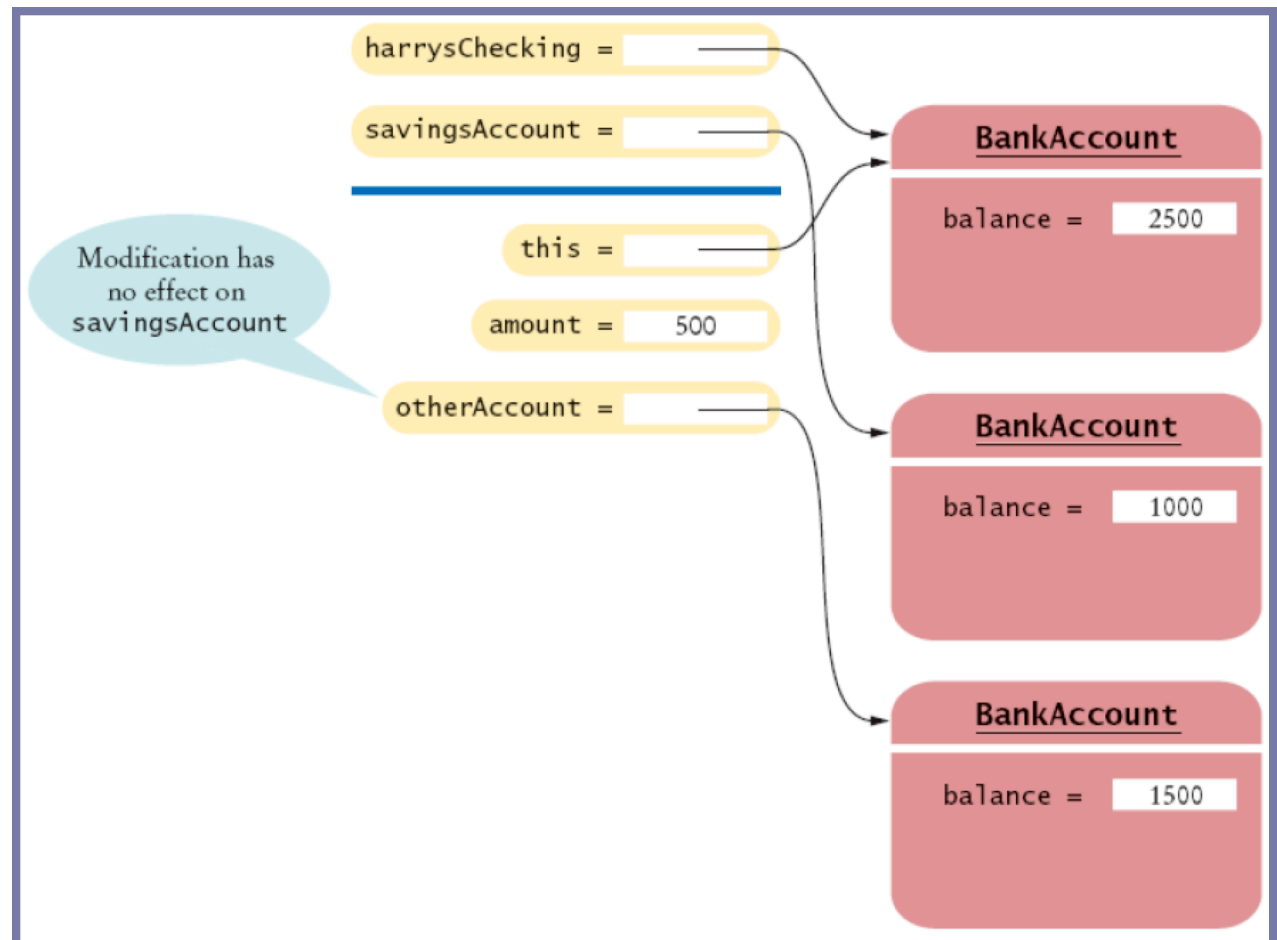 harrysChecking =
savingsAccount =
BankAccount
balance = 2500
this =
Modification has
no effect on
savingsAccount
amount = 500
otherAccount =
BankAccount
balance = 1000
BankAccount
balance = 1500